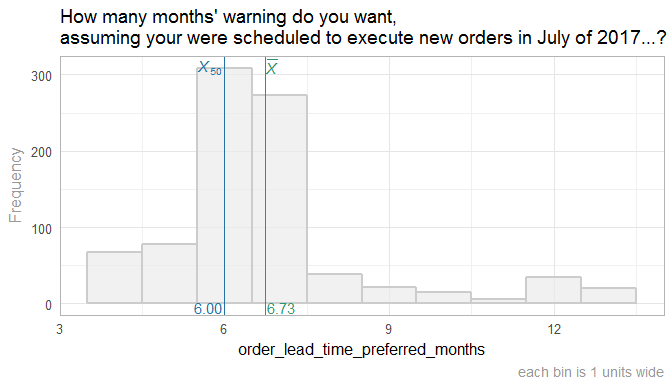 How many months' warning do you want,
assuming your were scheduled to execute new orders in July of 2017...?
Frequency
300
200
100
0
X50
X̅
6.00
6.73
3
6
9
12
order_lead_time_preferred_months
each bin is 1 units wide